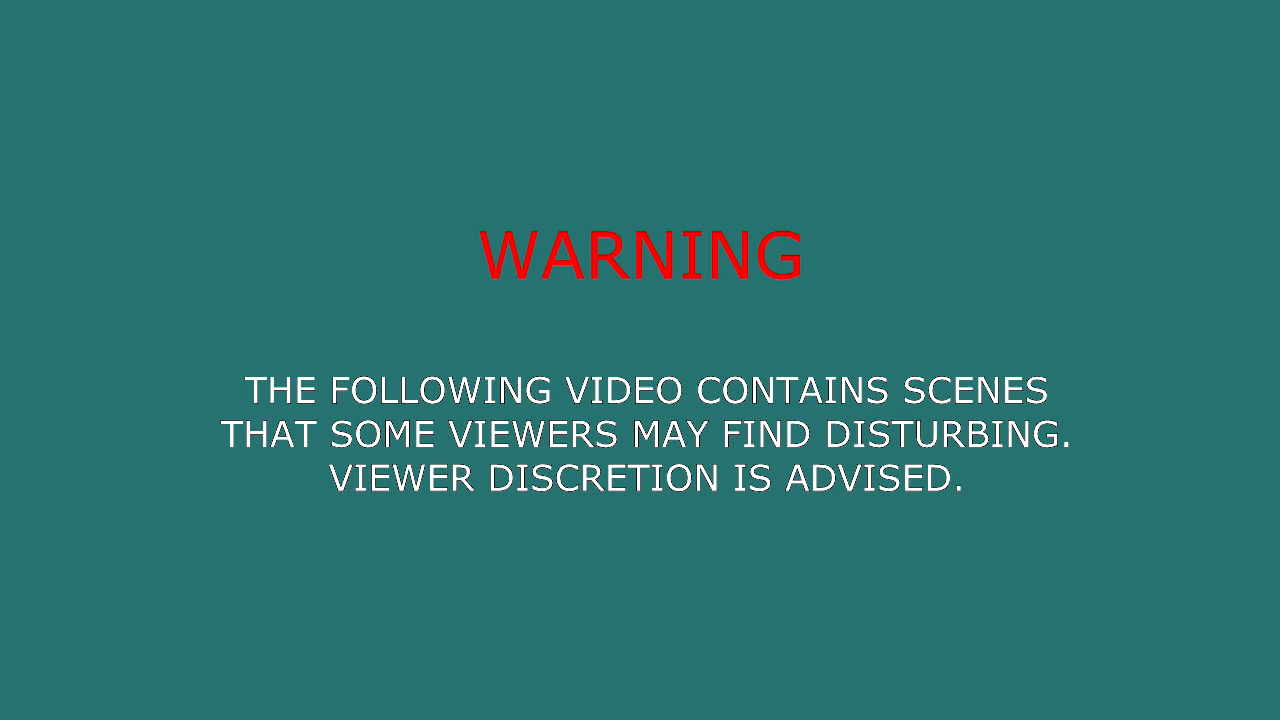 WARNING
THE FOLLOWING VIDEO CONTAINS SCENES
THAT SOME VIEWERS MAY FIND DISTURBING.
VIEWER DISCRETION IS ADVISED.